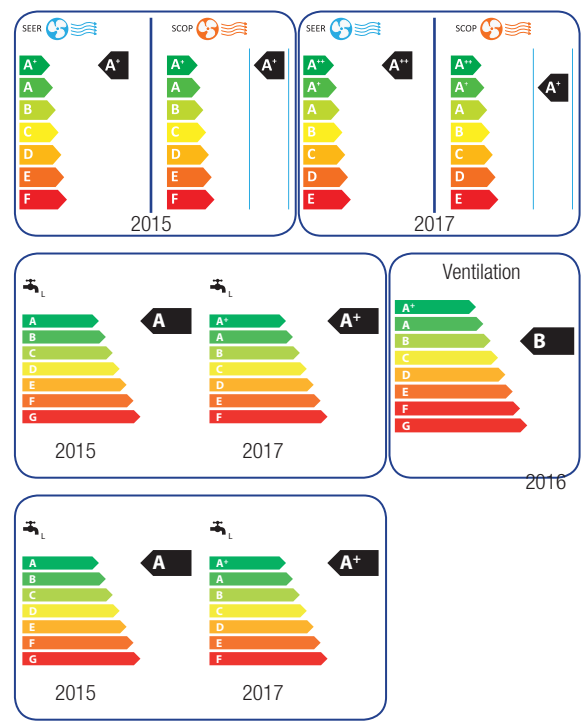 SEER
SCOP
A+
A+
A
B
C
D
E
F
A+
A+
A
B
C
D
E
F
2015
SEER
SCOP
A++
A++
A+
A
B
C
D
E
A++
A+
A+
A
B
C
D
E
2017
L
A
A
B
C
D
E
F
G
2015
L
A+
A+
A
B
C
D
E
F
2017
Ventilation
A+
A
B
B
C
D
E
F
G
2016
L
A
A
B
C
D
E
F
G
2015
L
A+
A+
A
B
C
D
E
F
2017